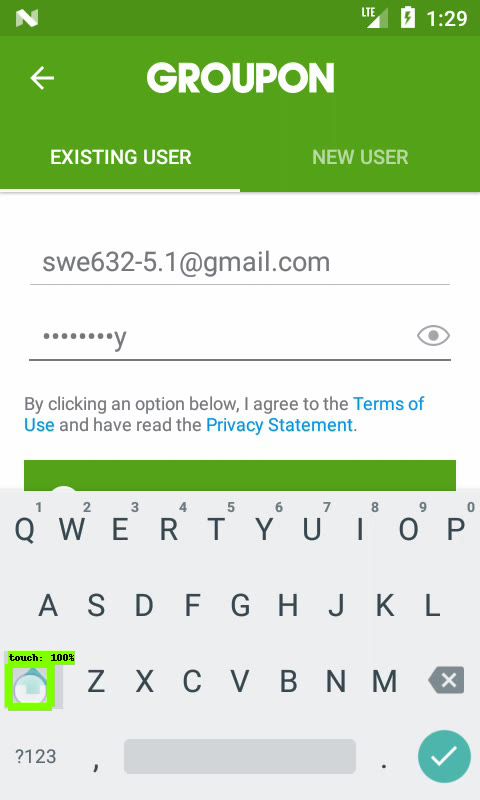 LTE 1:29
GROUPON
EXISTING USER NEW USER
swe632-5.1@gmail.com
••••••••y
By clicking an option below, I agree to the Terms of
Use and have read the Privacy Statement.
1 2 3 4 5 6 7 8 9 0
Q W E R T Y U I O P
A S D F G H J K L
touch: 100%
Z X C V B N M
?123 , .